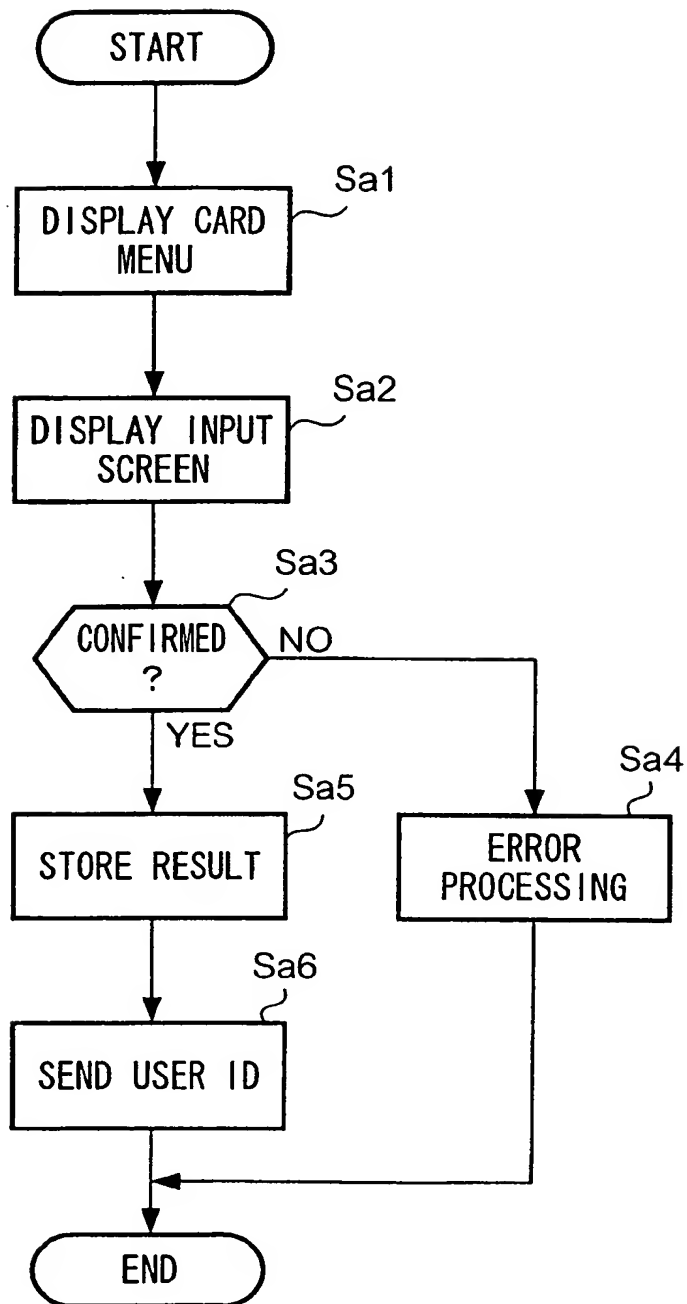 START
Sa1
DISPLAY CARD
MENU
Sa2
DISPLAY INPUT
SCREEN
Sa3
CONFIRMED
?
NO
YES
Sa4
ERROR
PROCESSING
Sa5
STORE RESULT
Sa6
SEND USER ID
END